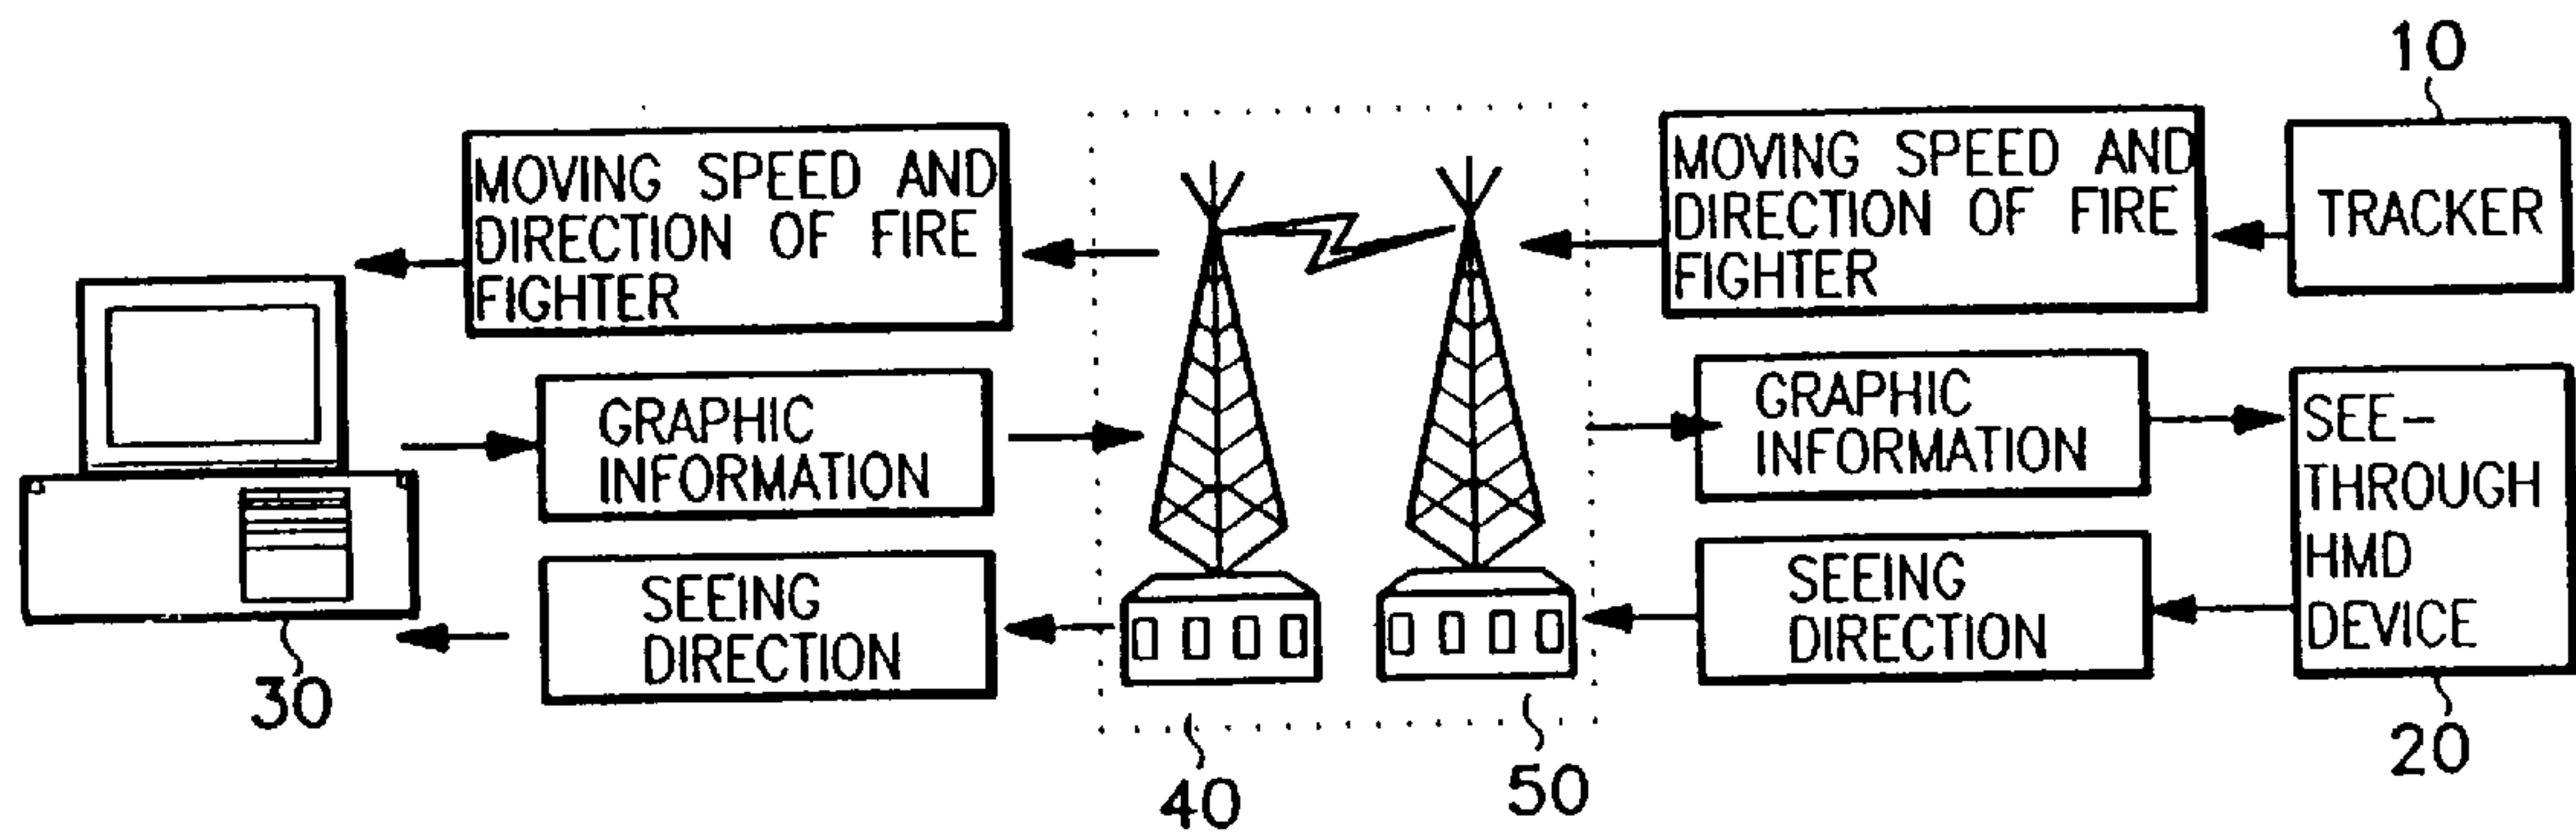 10
MOVING SPEED AND
DIRECTION OF FIRE
FIGHTER
MOVING SPEED AND
DIRECTION OF FIRE
FIGHTER
TRACKER
GRAPHIC
INFORMATION
GRAPHIC
INFORMATION
SEE-
THROUGH
HMD
DEVICE
SEEING
DIRECTION
SEEING
DIRECTION
30
40
50
20